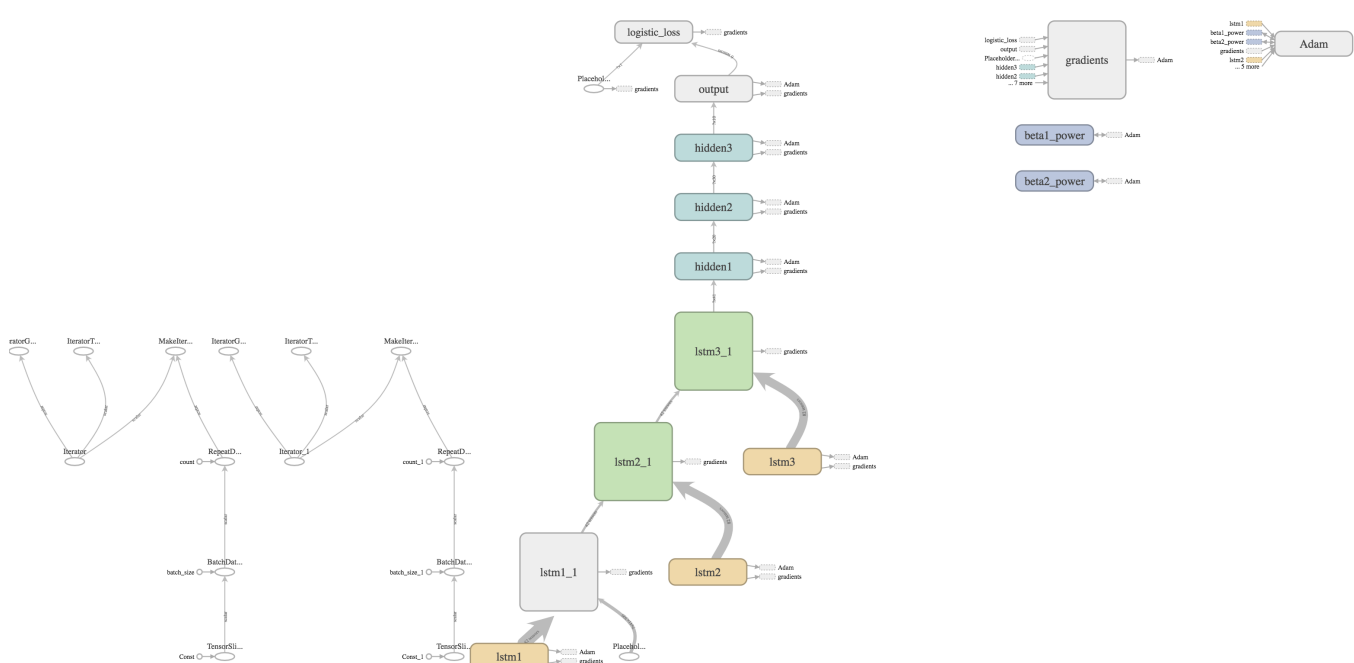 logistic_loss
gradients
Placehol...
gradients
output
Adam
gradients
hidden3
Adam
gradients
hidden2
Adam
gradients
hidden1
Adam
gradients
lstm3_1
gradients
lstm2_1
gradients
lstm3
Adam
gradients
lstm1_1
gradients
lstm2
Adam
gradients
lstm1
Adam
gradients
Placehol...
ratorG...
IteratorT...
MakeIter...
IteratorG...
IteratorT...
MakeIter...
Iterator
count
RepeatD...
Iterator_1
count_1
RepeatD...
batch_size
BatchDat...
batch_size_1
BatchDat...
Const
TensorSli...
Const_1
TensorSli...
logistic_loss
output
Placeholder...
hidden3
hidden2
... 7 more
gradients
Adam
lstm1
beta1_power
beta2_power
gradients
lstm2
... 5 more
Adam
beta1_power
Adam
beta2_power
Adam